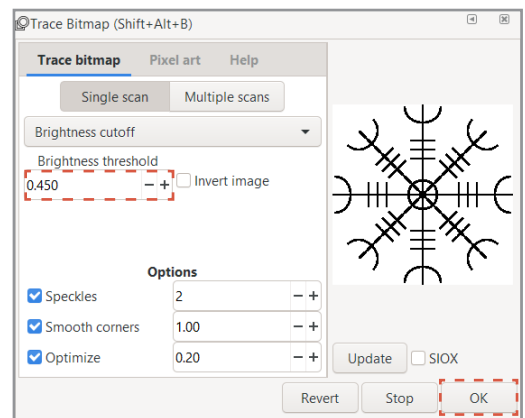 Trace Bitmap (Shift+Alt+B)
Trace bitmap Pixel art Help
Single scan Multiple scans
Brightness cutoff
Brightness threshold
0.450 − + Invert image
Options
Speckles 2 − +
Smooth corners 1.00 − +
Optimize 0.20 − +
Update SIOX
Revert Stop OK